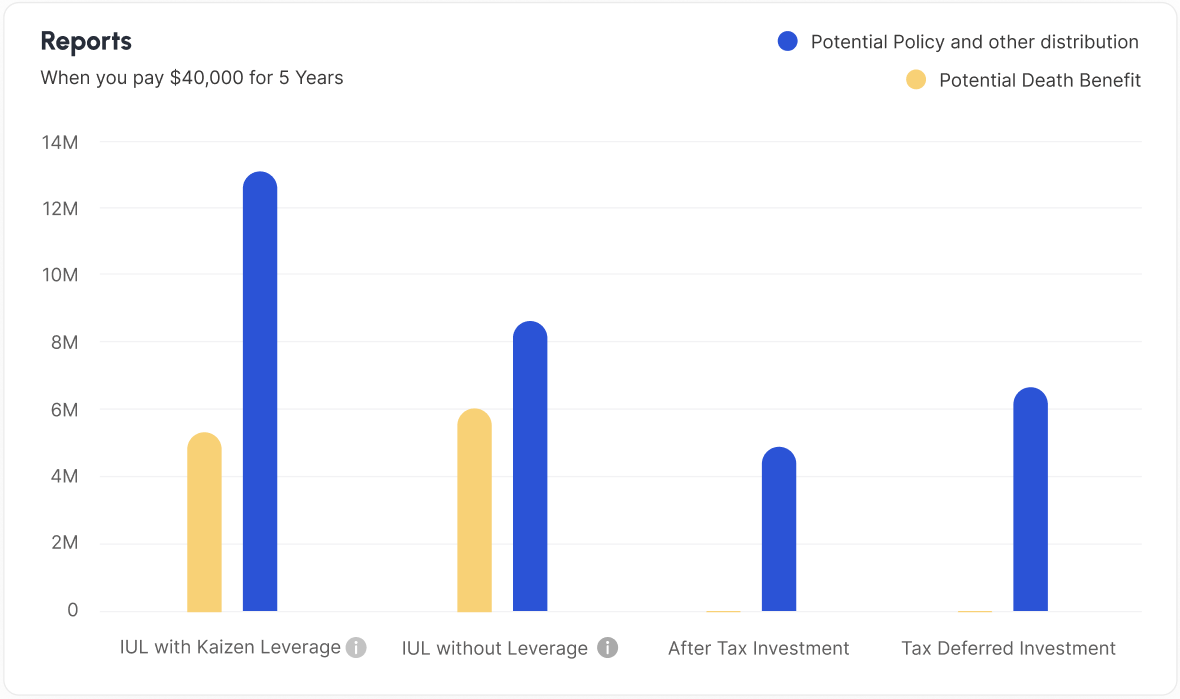 Reports
When you pay $40,000 for 5 Years
Potential Policy and other distribution
Potential Death Benefit
14M
12M
10M
8M
6M
4M
2M
0
IUL with Kaizen Leverage i
IUL without Leverage i
After Tax Investment
Tax Deferred Investment